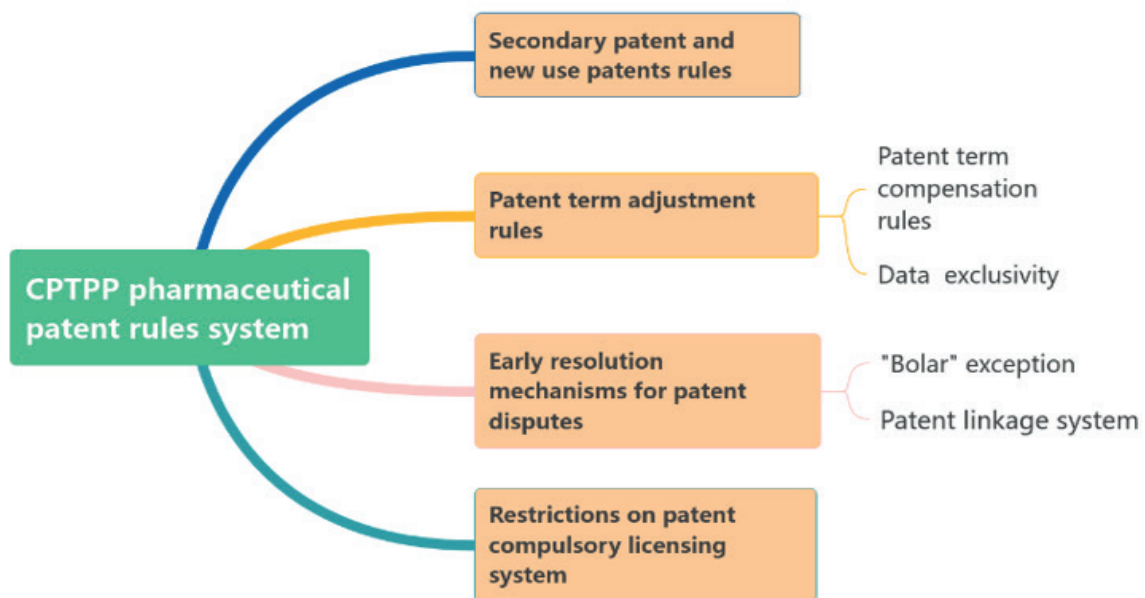 CPTPP pharmaceutical
patent rules system
Secondary patent and
new use patents rules
Patent term adjustment
rules
Patent term
compensation
rules
Data exclusivity
Early resolution
mechanisms for patent
disputes
"Bolar" exception
Patent linkage system
Restrictions on patent
compulsory licensing
system